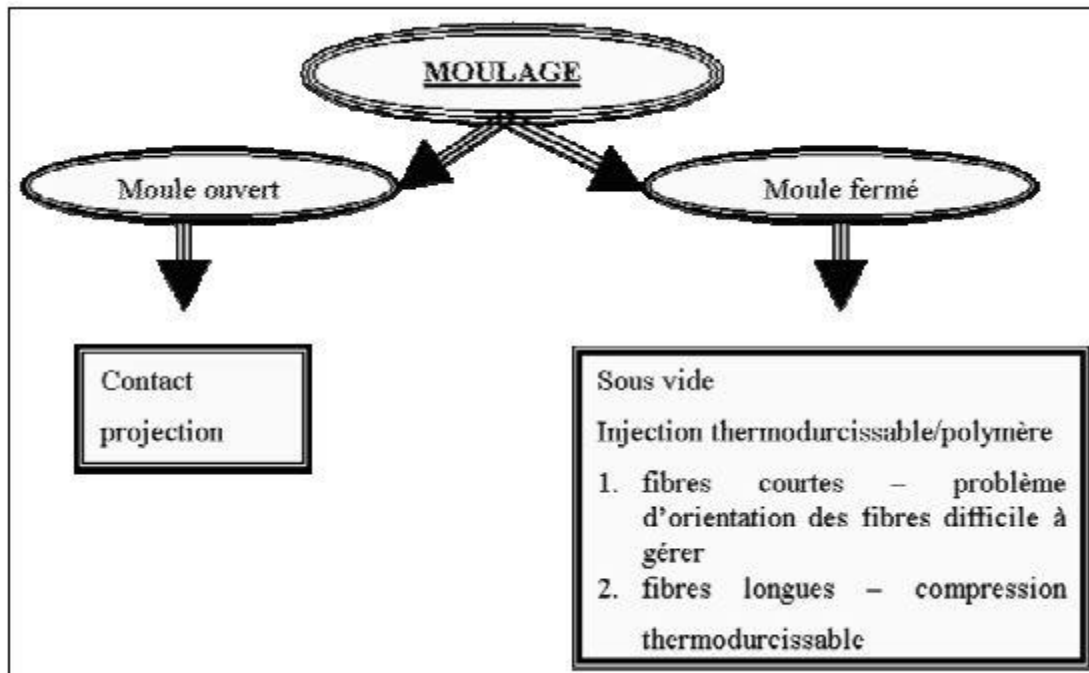 MOULAGE
Moule ouvert
Moule fermé
Contact
projection
Sous vide
Injection thermodurcissable/polymère
1. fibres courtes – problème
d'orientation des fibres difficile à
gérer
2. fibres longues – compression
thermodurcissable